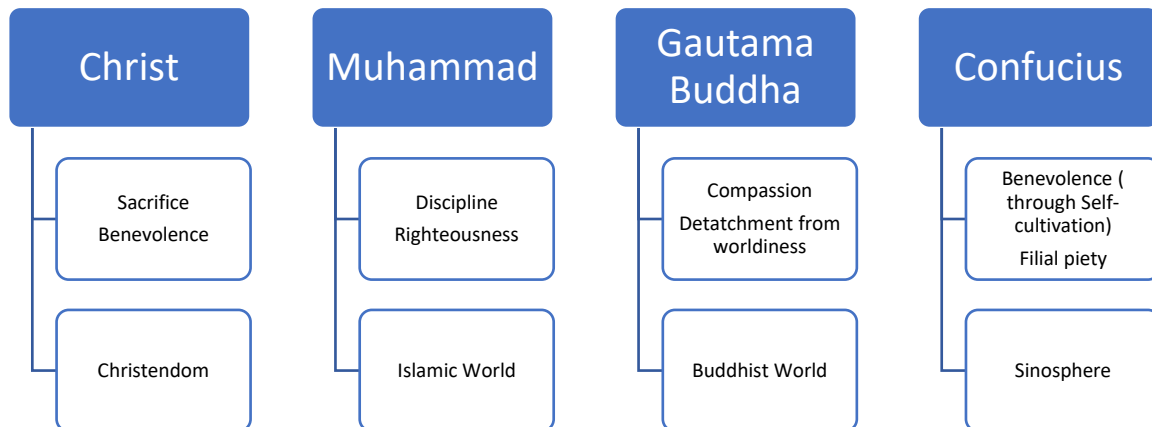 Christ
Sacrifice
Benevolence
Christendom
Muhammad
Discipline
Righteousness
Islamic World
Gautama
Buddha
Compassion
Detatchment from
worldiness
Buddhist World
Confucius
Benevolence (
through Self-
cultivation)
Filial piety
Sinosphere